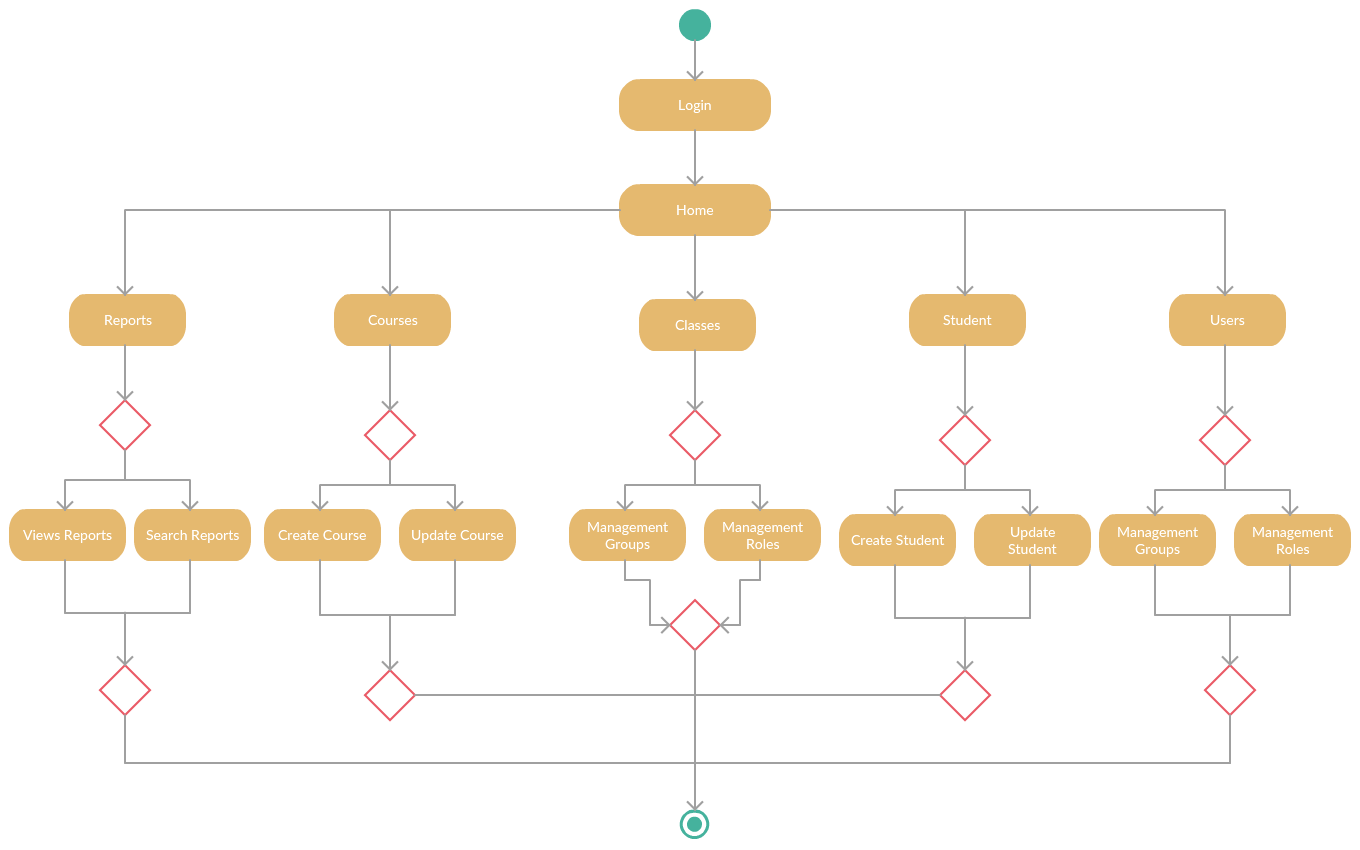 Login
Home
Reports
Courses
Classes
Student
Users
Views Reports
Search Reports
Create Course
Update Course
Management
Groups
Management
Roles
Create Student
Update
Student
Management
Groups
Management
Roles